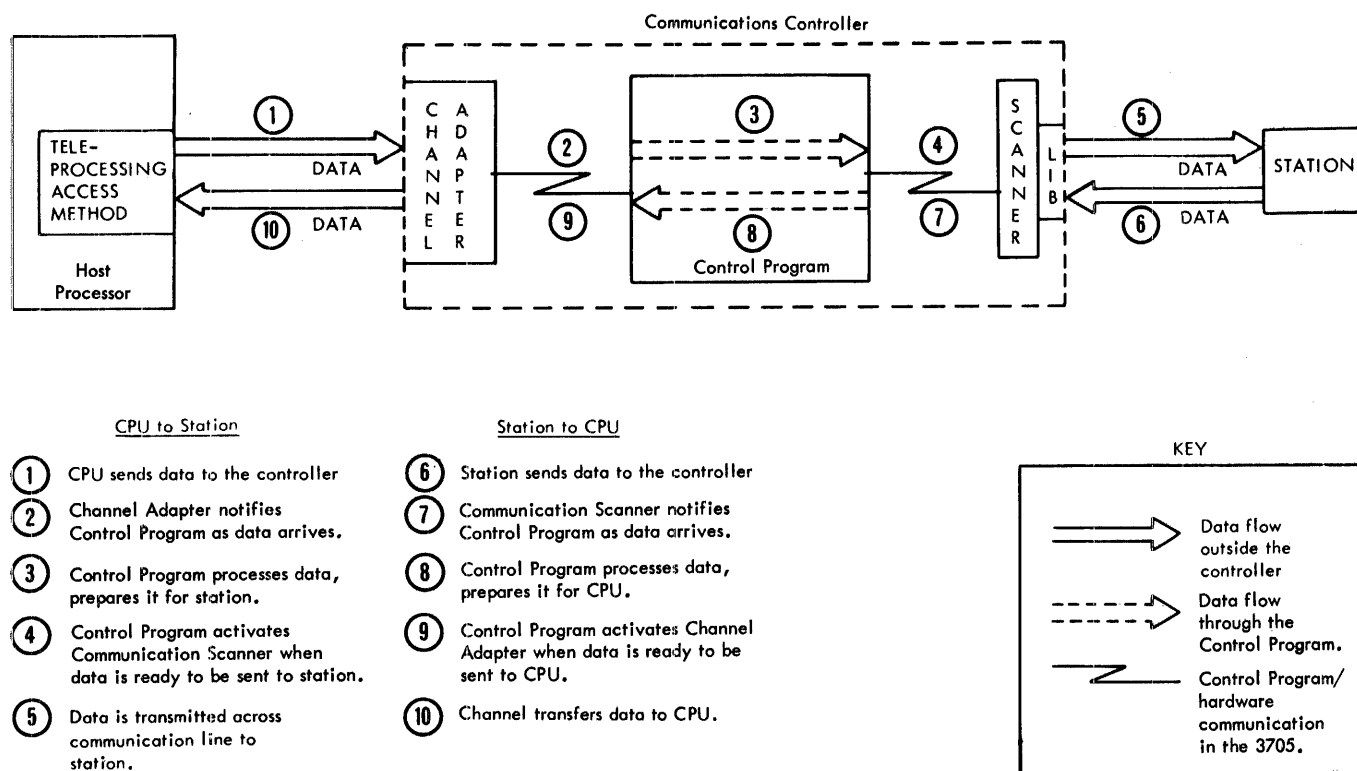 Communications Controller
1
2
3
4
5
6
7
8
9
10
TELE-
PROCESSING
ACCESS
METHOD
Host
Processor
DATA
DATA
CHANNEL
ADAPTER
Control Program
SCANNER
LIB
DATA
DATA
STATION
CPU to Station
1 CPU sends data to the controller
2 Channel Adapter notifies
Control Program as data arrives.
3 Control Program processes data,
prepares it for station.
4 Control Program activates
Communication Scanner when
data is ready to be sent to station.
5 Data is transmitted across
communication line to
station.
Station to CPU
6 Station sends data to the controller
7 Communication Scanner notifies
Control Program as data arrives.
8 Control Program processes data,
prepares it for CPU.
9 Control Program activates Channel
Adapter when data is ready to be
sent to CPU.
10 Channel transfers data to CPU.
KEY
Data flow
outside the
controller
Data flow
through the
Control Program.
Control Program/
hardware
communication
in the 3705.